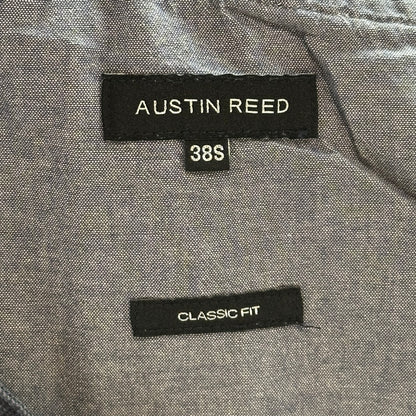 AUSTIN REED
38S
CLASSIC FIT